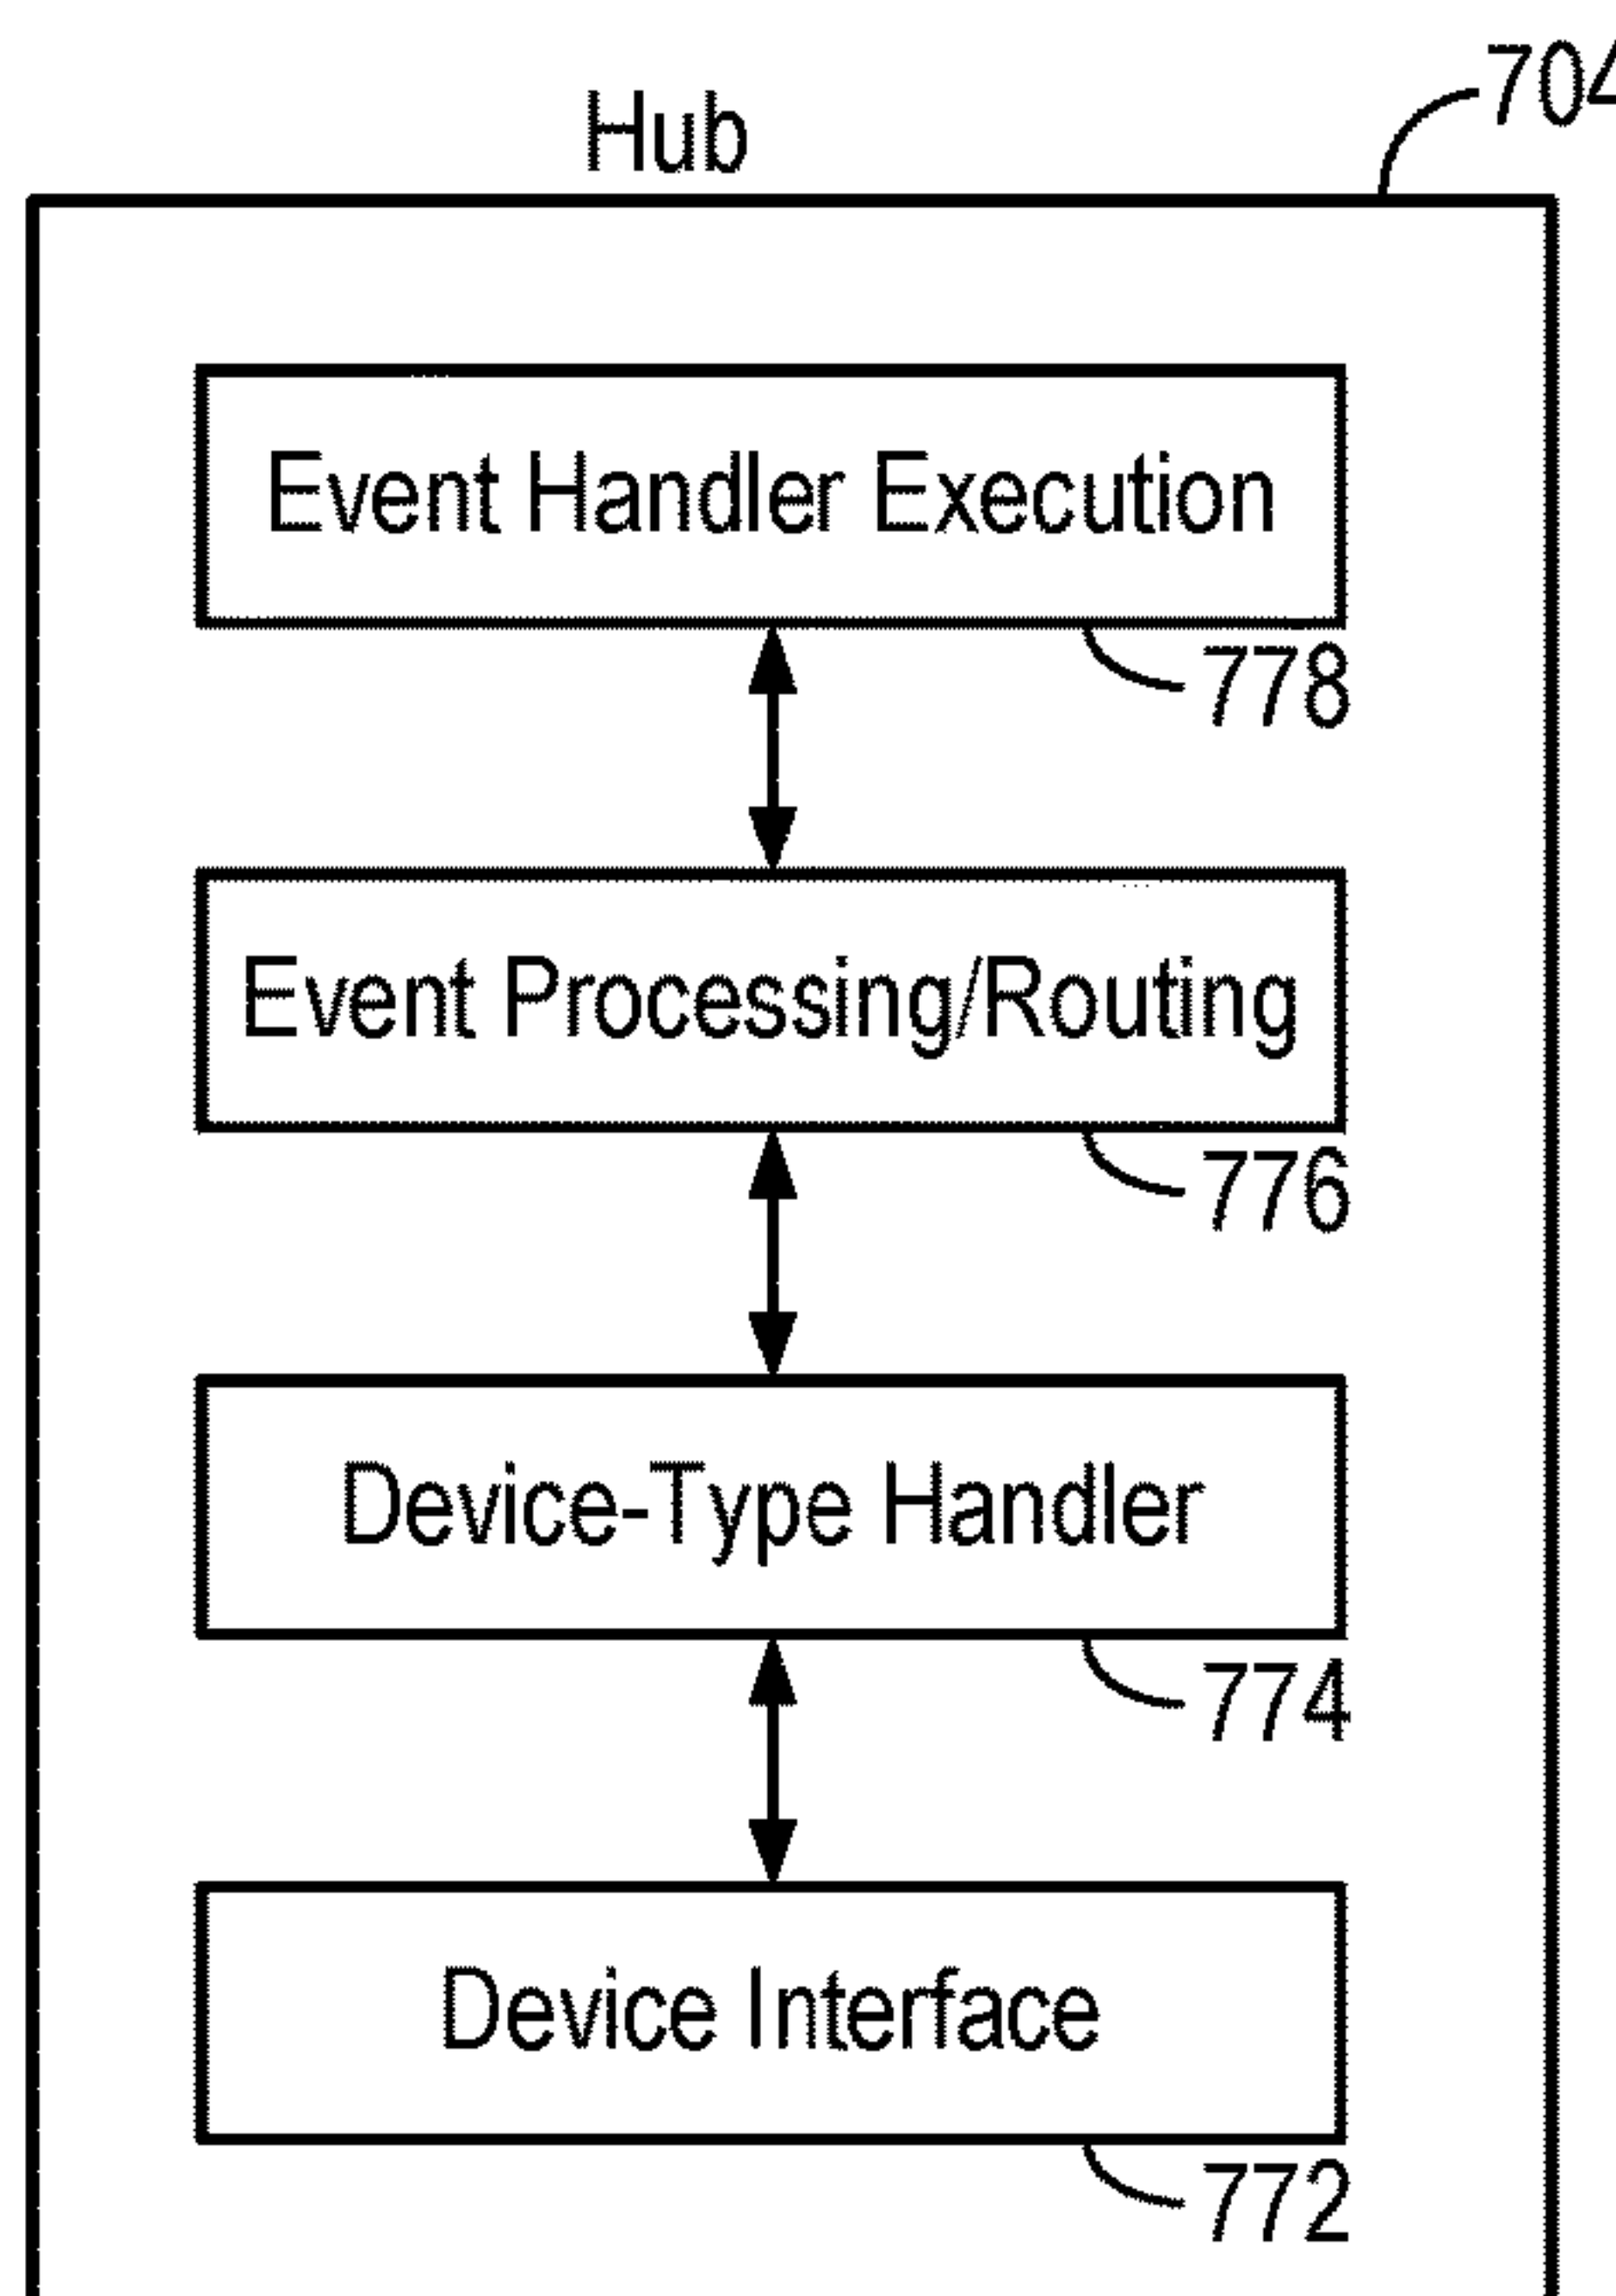 Hub
704
Event Handler Execution
778
Event Processing/Routing
776
Device-Type Handler
774
Device Interface
772